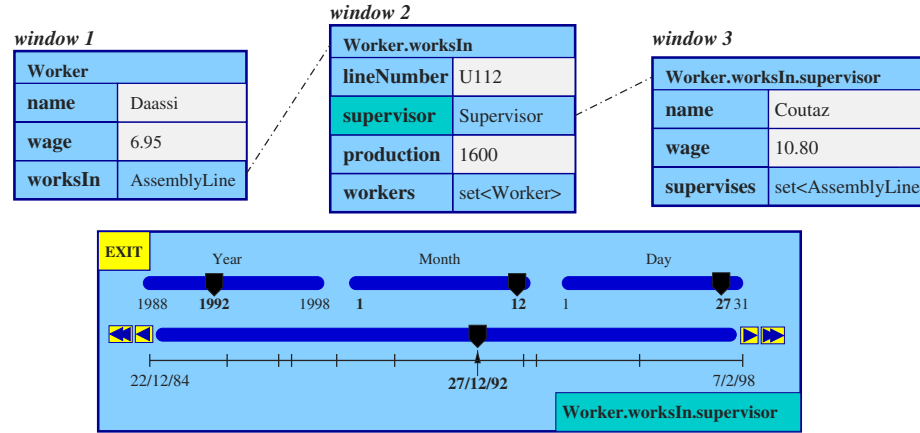 window 1
Worker
name Daassi
wage 6.95
worksIn AssemblyLine
window 2
Worker.worksIn
lineNumber U112
supervisor Supervisor
production 1600
workers set<Worker>
window 3
Worker.worksIn.supervisor
name Coutaz
wage 10.80
supervises set<AssemblyLine
EXIT
Year Month Day
1988 1992 1998 1 12 1 27 31
22/12/84 27/12/92 7/2/98
Worker.worksIn.supervisor